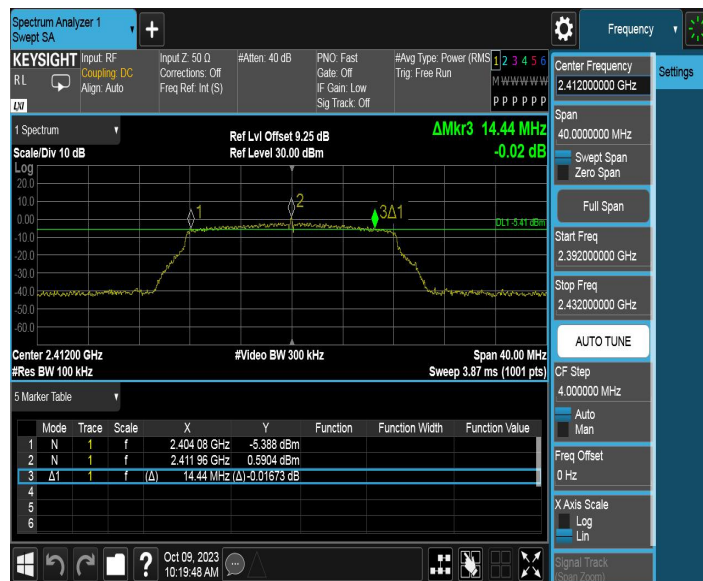 Spectrum Analyzer 1
Swept SA
Frequency
KEYSIGHT
RL
LXI
Input: RF
Coupling: DC
Align: Auto
Input Z: 50 Ω
Corrections: Off
Freq Ref: Int (S)
#Atten: 40 dB
PNO: Fast
Gate: Off
IF Gain: Low
Sig Track: Off
#Avg Type: Power (RMS
Trig: Free Run
1 2 3 4 5 6
M W W W W W
P P P P P P
1 Spectrum
Scale/Div 10 dB
Ref Lvl Offset 9.25 dB
Ref Level 30.00 dBm
ΔMkr3 14.44 MHz
-0.02 dB
Log
20.0
10.0
0.00
-10.0
-20.0
-30.0
-40.0
-50.0
-60.0
1
2
3Δ1
DL1 -5.41 dBm
Center 2.41200 GHz
#Video BW 300 kHz
Span 40.00 MHz
#Res BW 100 kHz
Sweep 3.87 ms (1001 pts)
5 Marker Table
Mode Trace Scale X Y Function Function Width Function Value
1 N 1 f 2.404 08 GHz -5.388 dBm
2 N 1 f 2.411 96 GHz 0.5904 dBm
3 Δ1 1 f (Δ) 14.44 MHz (Δ) -0.01673 dB
4
5
6
?
Oct 09, 2023
10:19:48 AM
Center Frequency
2.412000000 GHz
Span
40.0000000 MHz
Swept Span
Zero Span
Full Span
Start Freq
2.392000000 GHz
Stop Freq
2.432000000 GHz
AUTO TUNE
CF Step
4.000000 MHz
Auto
Man
Freq Offset
0 Hz
X Axis Scale
Log
Lin
Signal Track
(Span Zoom)
Settings